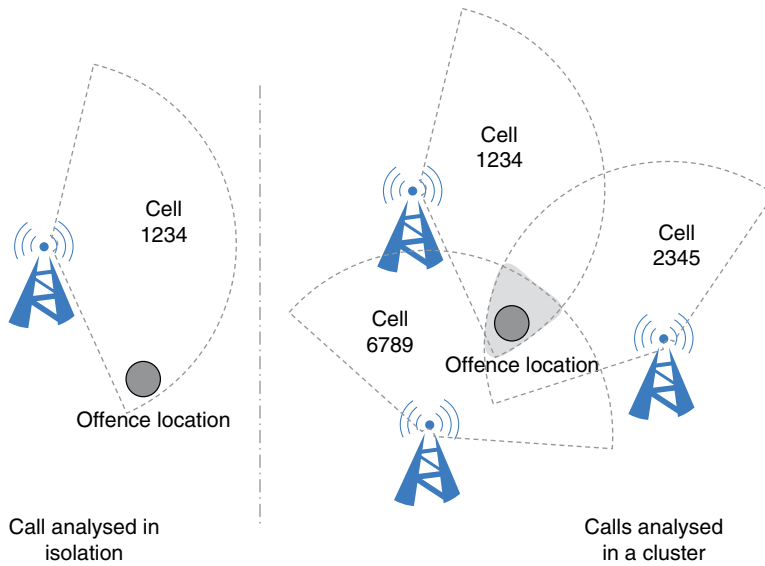 Cell
1234
Offence location
Call analysed in
isolation
Cell
1234
Cell
2345
Cell
6789
Offence location
Calls analysed
in a cluster